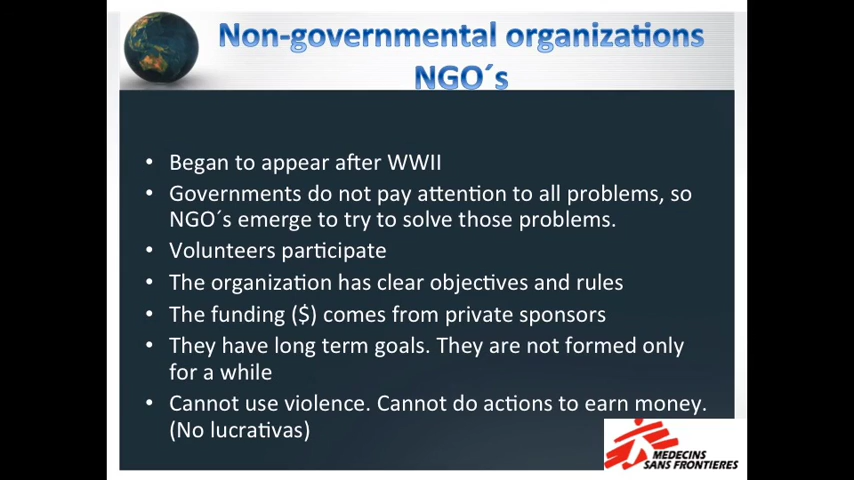 Non-governmental organizations
NGO´s
• Began to appear after WWII
• Governments do not pay attention to all problems, so
NGO´s emerge to try to solve those problems.
• Volunteers participate
• The organization has clear objectives and rules
• The funding ($) comes from private sponsors
• They have long term goals. They are not formed only
for a while
• Cannot use violence. Cannot do actions to earn money.
(No lucrativas)
MEDECINS
SANS FRONTIERES